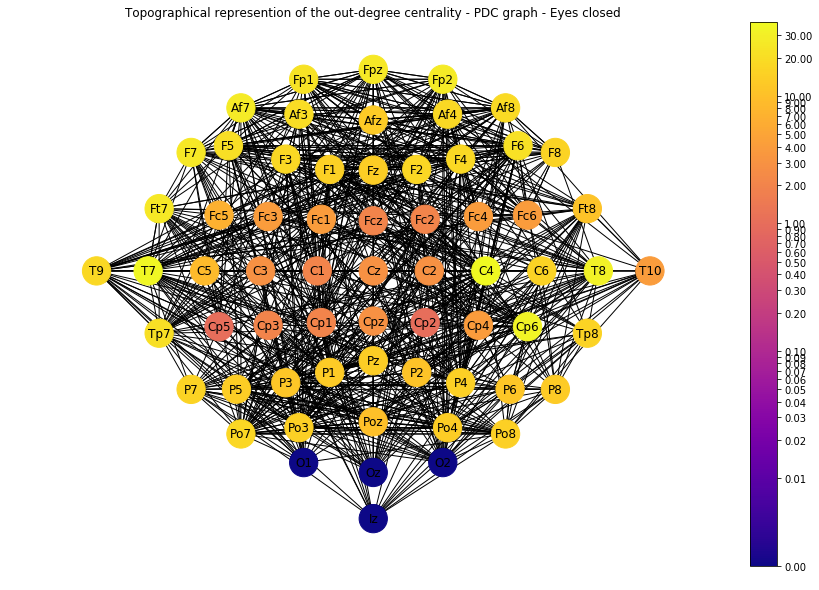 Topographical represention of the out-degree centrality - PDC graph - Eyes closed
Fpz
Fp1 Fp2
Af7 Af3 Afz Af4 Af8
F7 F5 F3 F1 Fz F2 F4 F6 F8
Ft7 Fc5 Fc3 Fc1 Fcz Fc2 Fc4 Fc6 Ft8
T9 T7 C5 C3 C1 Cz C2 C4 C6 T8 T10
Tp7 Cp5 Cp3 Cp1 Cpz Cp2 Cp4 Cp6 Tp8
P7 P5 P3 P1 Pz P2 P4 P6 P8
Po7 Po3 Poz Po4 Po8
O1 Oz O2
Iz
30.00
20.00
10.00
9.00
8.00
7.00
6.00
5.00
4.00
3.00
2.00
1.00
0.90
0.80
0.70
0.60
0.50
0.40
0.30
0.20
0.10
0.09
0.08
0.07
0.06
0.05
0.04
0.03
0.02
0.01
0.00